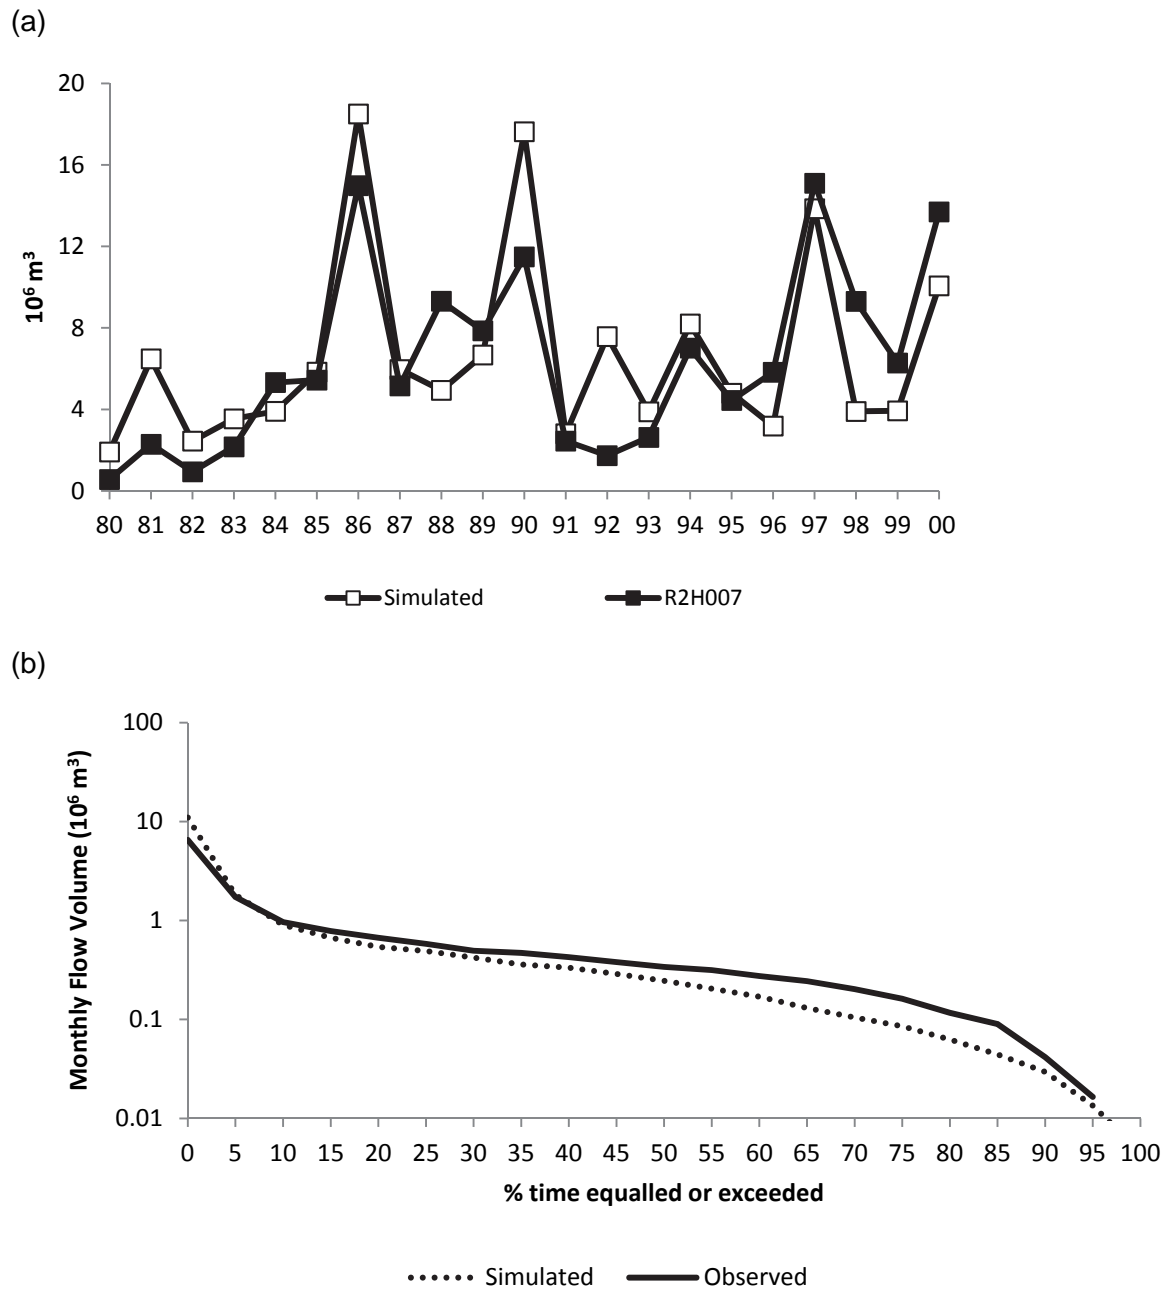 (a)
20
16
12
8
4
0
10⁶ m³
80 81 82 83 84 85 86 87 88 89 90 91 92 93 94 95 96 97 98 99 00
Simulated R2H007
(b)
100
10
1
0.1
0.01
Monthly Flow Volume (10⁶ m³)
0 5 10 15 20 25 30 35 40 45 50 55 60 65 70 75 80 85 90 95 100
% time equalled or exceeded
Simulated Observed